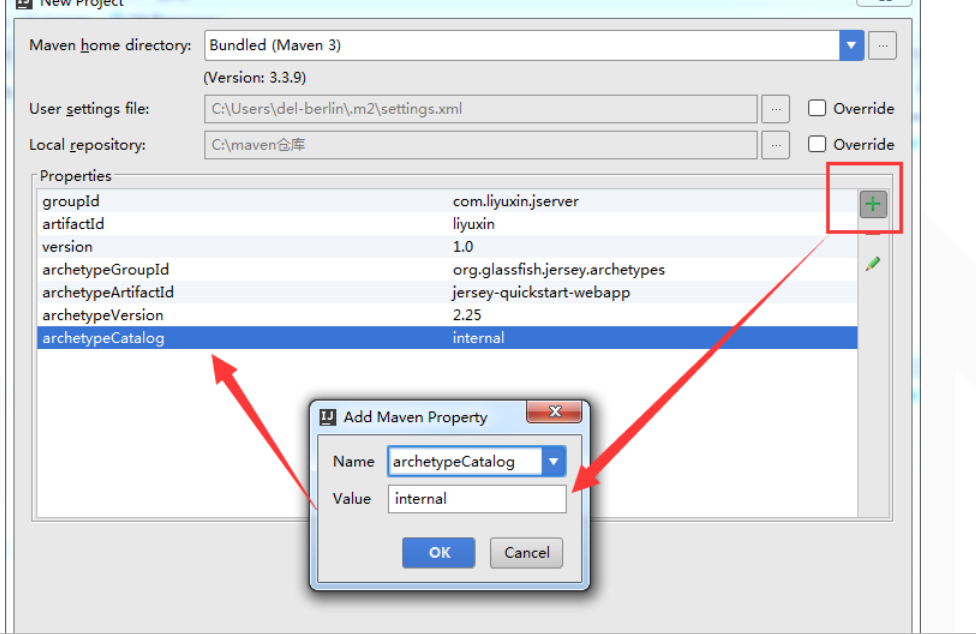 New Project
Maven home directory: Bundled (Maven 3) ...
(Version: 3.3.9)
User settings file: C:\Users\del-berlin\.m2\settings.xml ... Override
Local repository: C:\maven仓库 ... Override
Properties
groupId com.liyuxin.jserver
artifactId liyuxin
version 1.0
archetypeGroupId org.glassfish.jersey.archetypes
archetypeArtifactId jersey-quickstart-webapp
archetypeVersion 2.25
archetypeCatalog internal
Add Maven Property
Name archetypeCatalog
Value internal
OK Cancel